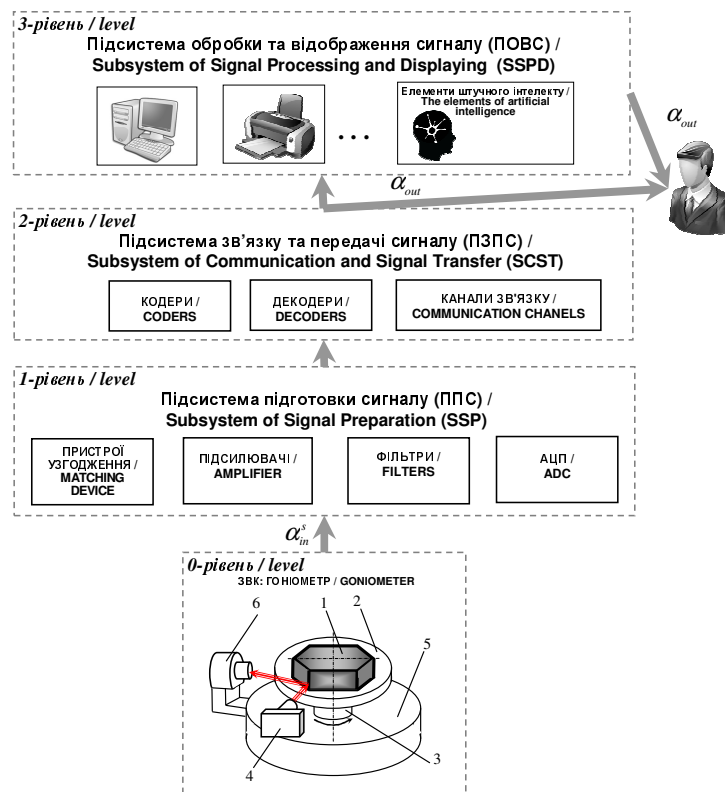 3-рівень / level
Підсистема обробки та відображення сигналу (ПОВС) /
Subsystem of Signal Processing and Displaying (SSPD)
Елементи штучного інтелекту /
The elements of artificial
intelligence
...
α out
α out
2-рівень / level
Підсистема зв'язку та передачі сигналу (ПЗПС) /
Subsystem of Communication and Signal Transfer (SCST)
КОДЕРИ /
CODERS
ДЕКОДЕРИ /
DECODERS
КАНАЛИ ЗВ'ЯЗКУ /
COMMUNICATION CHANELS
1-рівень / level
Підсистема підготовки сигналу (ППС) /
Subsystem of Signal Preparation (SSP)
ПРИСТРОЇ
УЗГОДЖЕННЯ /
MATCHING
DEVICE
ПІДСИЛЮВАЧІ /
AMPLIFIER
ФІЛЬТРИ /
FILTERS
АЦП /
ADC
α s in
0-рівень / level
ЗВК: ГОНІОМЕТР / GONIOMETER
6
1
2
5
4
3